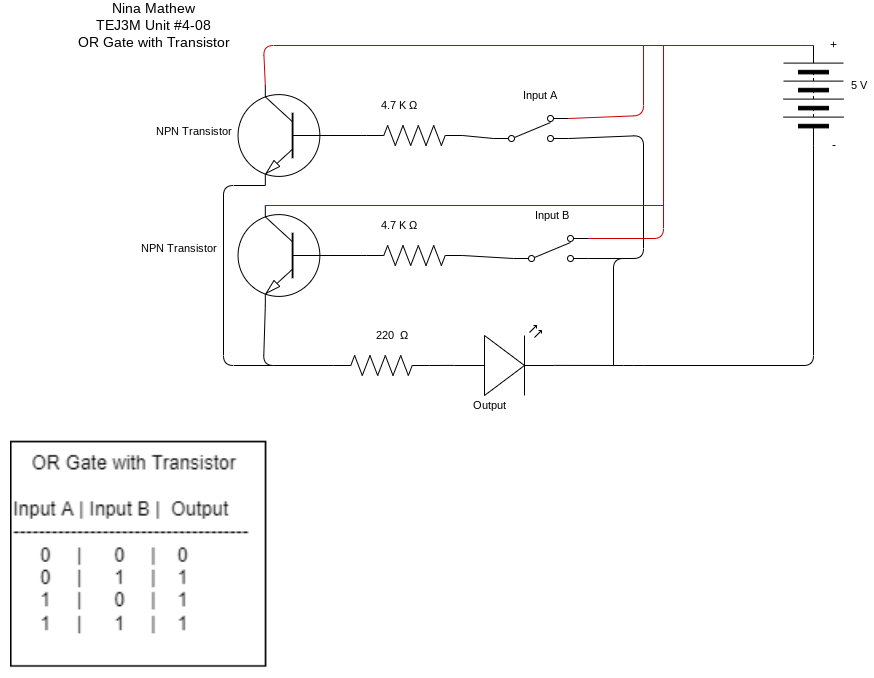 Nina Mathew
TEJ3M Unit #4-08
OR Gate with Transistor
+
5 V
-
Input A
4.7 K Ω
NPN Transistor
Input B
4.7 K Ω
NPN Transistor
220 Ω
Output
OR Gate with Transistor
Input A | Input B | Output
--------------------------------------------
0 | 0 | 0
0 | 1 | 1
1 | 0 | 1
1 | 1 | 1